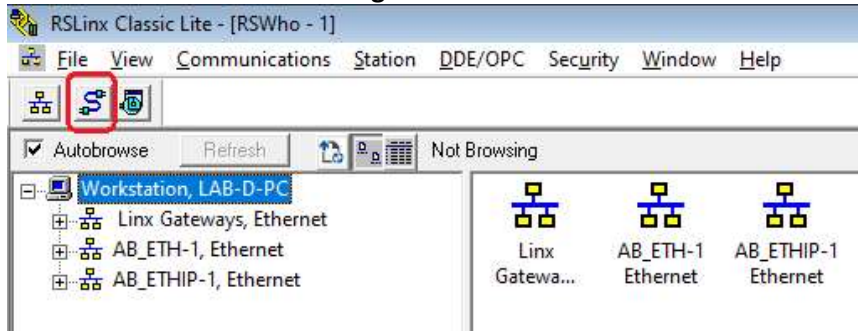 RSLinx Classic Lite - [RSWho - 1]
File View Communications Station DDE/OPC Security Window Help
Autobrowse Refresh Not Browsing
Workstation, LAB-D-PC
Linx Gateways, Ethernet
AB_ETH-1, Ethernet
AB_ETHIP-1, Ethernet
Linx
Gatewa...
AB_ETH-1
Ethernet
AB_ETHIP-1
Ethernet